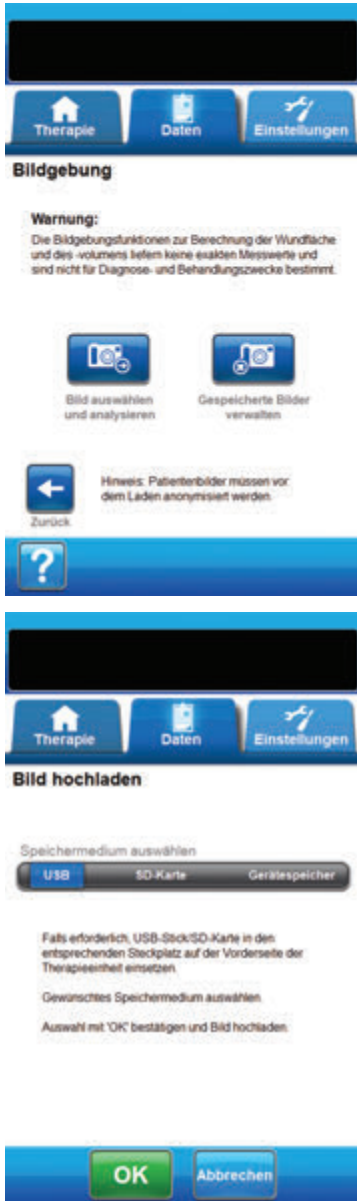 Therapie Daten Einstellungen
Bildgebung
Warnung:
Die Bildgebungsfunktionen zur Berechnung der Wundfläche
und des -volumens liefern keine exakten Messwerte und
sind nicht für Diagnose- und Behandlungszwecke bestimmt.
Bild auswählen Gespeicherte Bilder
und analysieren verwalten
Hinweis: Patientenbilder müssen vor
dem Laden anonymisiert werden.
Zurück
?
Therapie Daten Einstellungen
Bild hochladen
Speichermedium auswählen
USB SD-Karte Gerätespeicher
Falls erforderlich, USB-Stick/SD-Karte in den
entsprechenden Steckplatz auf der Vorderseite der
Therapieeinheit einsetzen.
Gewünschtes Speichermedium auswählen.
Auswahl mit 'OK' bestätigen und Bild hochladen.
OK Abbrechen